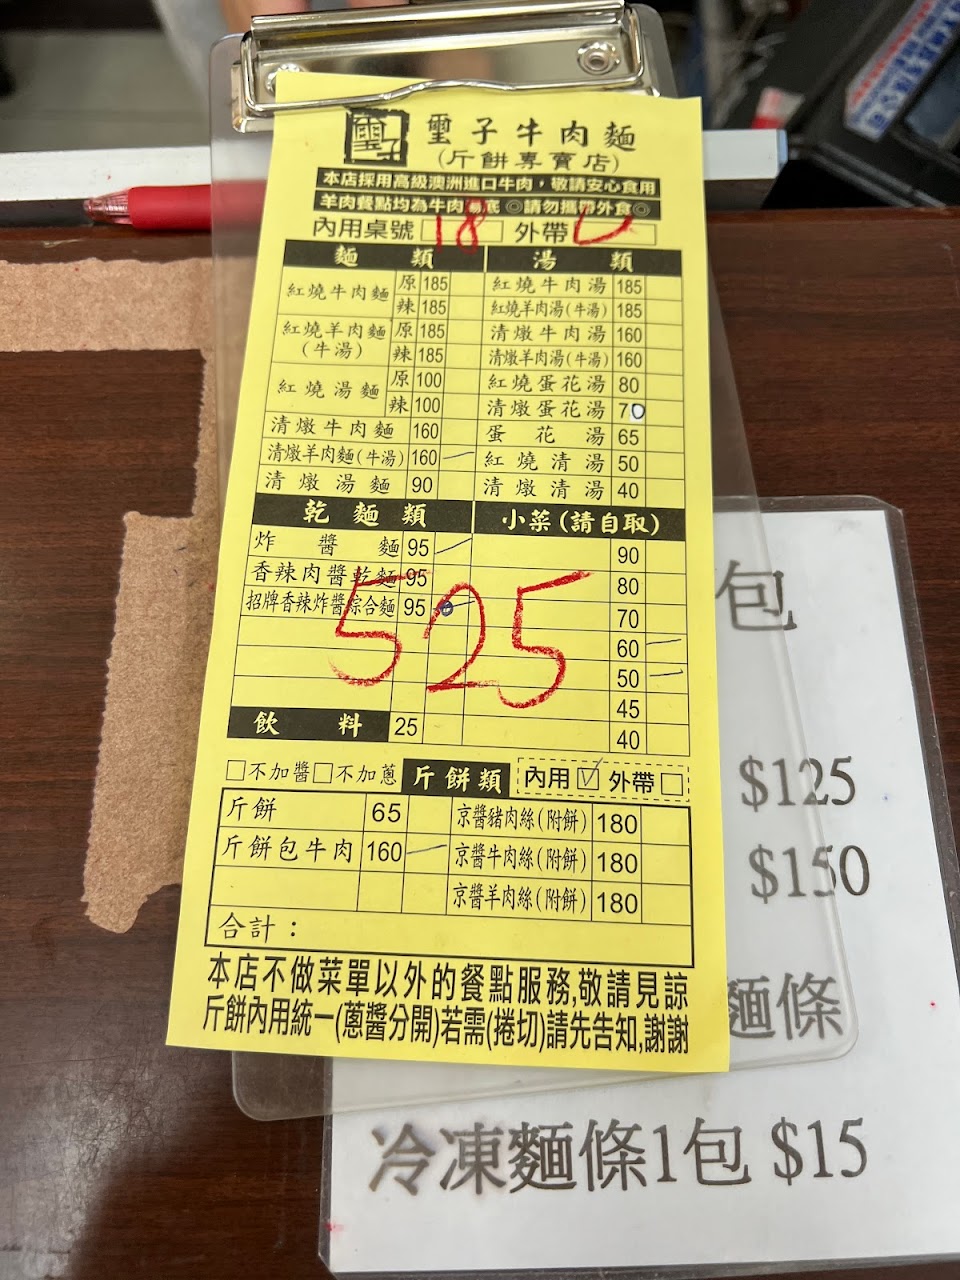 璽子
璽子牛肉麵
(斤餅專賣店)
本店採用高級澳洲進口牛肉，敬請安心食用
羊肉餐點均為牛肉湯底 ◎請勿攜帶外食◎
內用桌號 18 外帶
麵 類 湯 類
紅燒牛肉麵 原 185 紅燒牛肉湯 185
辣 185 紅燒羊肉湯(牛湯) 185
紅燒羊肉麵(牛湯) 原 185 清燉牛肉湯 160
辣 185 清燉羊肉湯(牛湯) 160
紅燒湯麵 原 100 紅燒蛋花湯 80
辣 100 清燉蛋花湯 70
清燉牛肉麵 160 蛋花湯 65
清燉羊肉麵(牛湯) 160 紅燒清湯 50
清燉湯麵 90 清燉清湯 40
乾麵類 小菜(請自取)
炸醬麵 95 90
香辣肉醬乾麵 95 80
招牌香辣炸醬綜合麵 95 70
60
50
45
飲料 25 40
525
□不加醬□不加蔥 斤餅類 內用☑外帶□
斤餅 65 京醬豬肉絲(附餅) 180
斤餅包牛肉 160 京醬牛肉絲(附餅) 180
京醬羊肉絲(附餅) 180
合計：
本店不做菜單以外的餐點服務,敬請見諒
斤餅內用統一(蔥醬分開)若需(捲切)請先告知,謝謝
包
$125
$150
麵條
冷凍麵條1包 $15